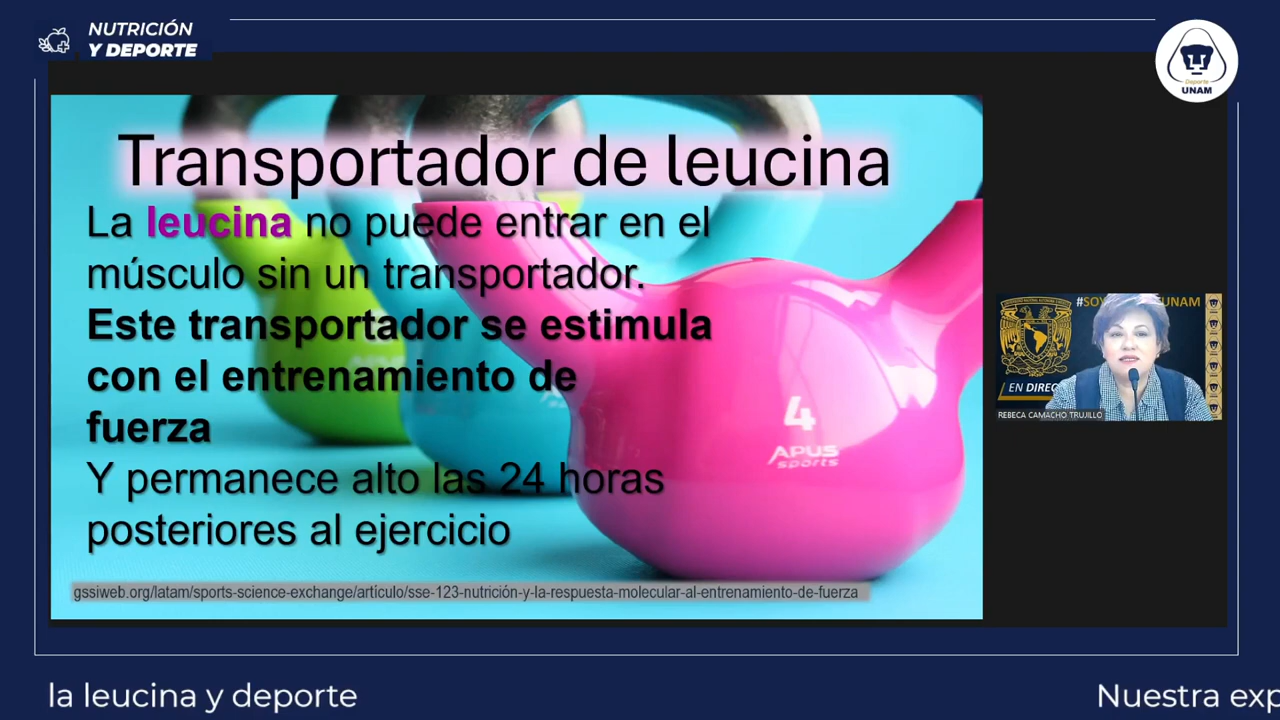 NUTRICIÓN
Y DEPORTE
Deporte
UNAM
Transportador de leucina
La leucina no puede entrar en el
músculo sin un transportador.
Este transportador se estimula
con el entrenamiento de
fuerza
Y permanece alto las 24 horas
posteriores al ejercicio
4
APUS
sports
gssiweb.org/latam/sports-science-exchange/artículo/sse-123-nutrición-y-la-respuesta-molecular-al-entrenamiento-de-fuerza
#SOY UNAM
EN DIREC
REBECA CAMACHO TRUJILLO
la leucina y deporte
Nuestra exp